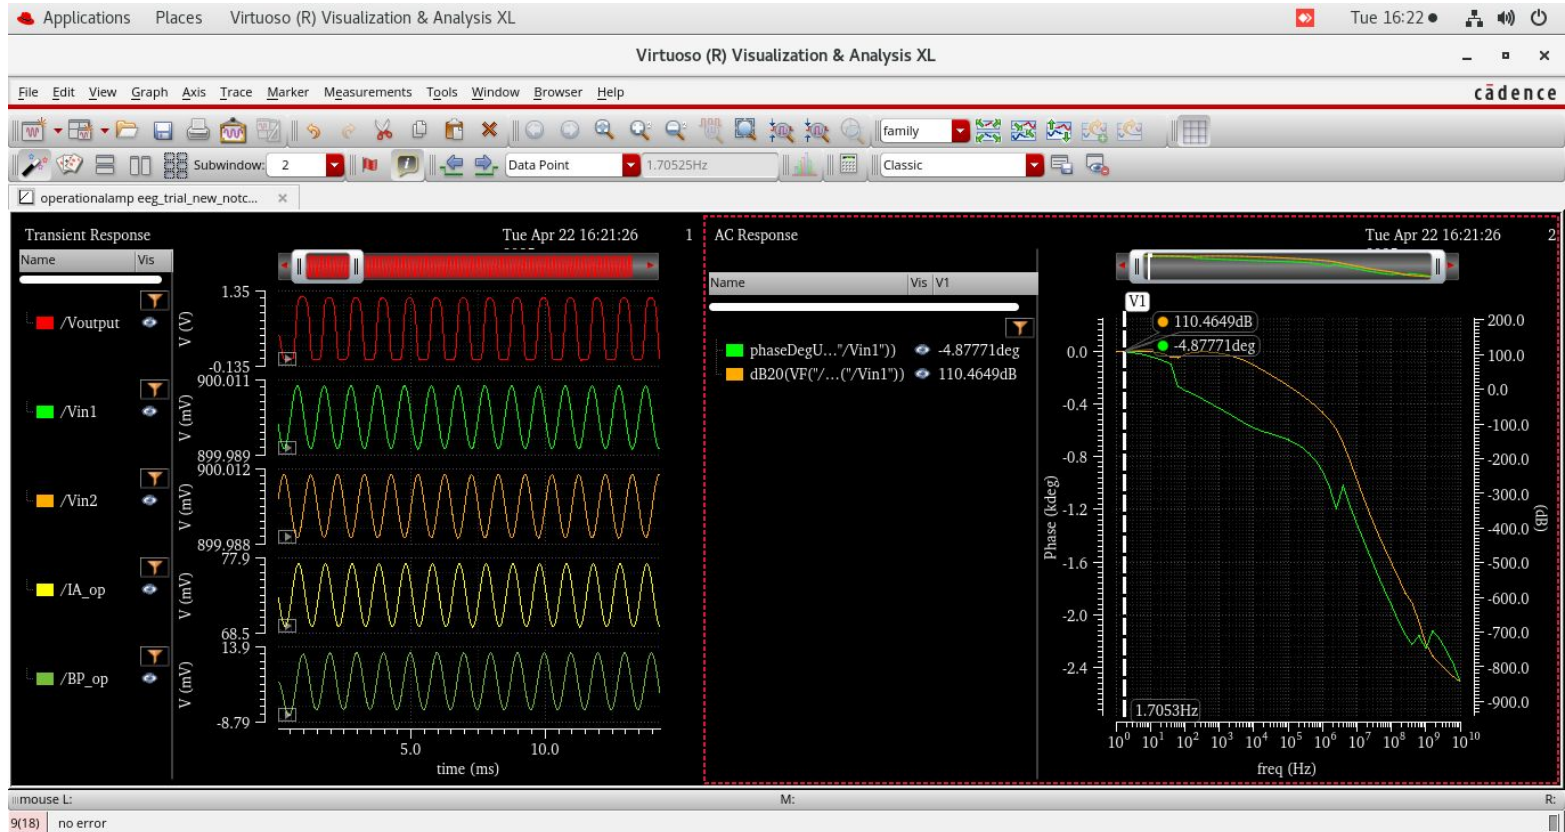 Applications Places Virtuoso (R) Visualization & Analysis XL Tue 16:22
Virtuoso (R) Visualization & Analysis XL
File Edit View Graph Axis Trace Marker Measurements Tools Window Browser Help cādence
family
Subwindow: 2 Data Point 1.70525Hz Classic
operationalamp eeg_trial_new_notc...
Transient Response Tue Apr 22 16:21:26 1
Name Vis
/Voutput
/Vin1
/Vin2
/IA_op
/BP_op
1.35
V (V)
-0.135
900.011
V (mV)
899.989
900.012
V (mV)
899.988
77.9
V (mV)
68.5
13.9
V (mV)
-8.79
5.0 10.0
time (ms)
AC Response Tue Apr 22 16:21:26 2
Name Vis V1
phaseDegU..."/Vin1")) -4.87771deg
dB20(VF("/...("/Vin1")) 110.4649dB
V1
110.4649dB
-4.87771deg
0.0
-0.4
-0.8
-1.2
-1.6
-2.0
-2.4
Phase (kdeg)
200.0
100.0
0.0
-100.0
-200.0
-300.0
-400.0
-500.0
-600.0
-700.0
-800.0
-900.0
(dB)
1.7053Hz
10⁰ 10¹ 10² 10³ 10⁴ 10⁵ 10⁶ 10⁷ 10⁸ 10⁹ 10¹⁰
freq (Hz)
mouse L: M: R:
9(18) no error